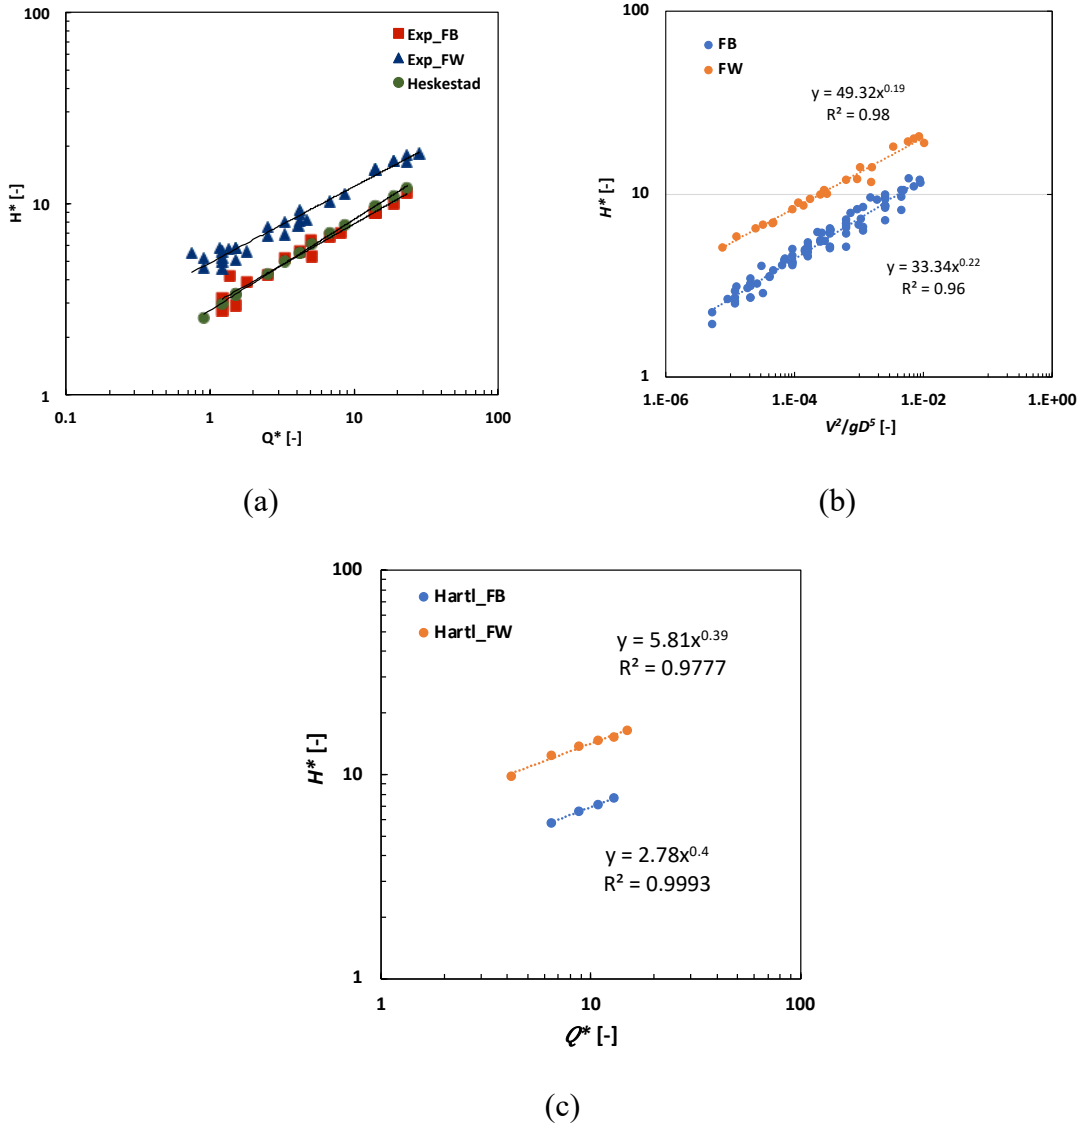 100
10
1
0.1
1
10
100
H* [-]
Q* [-]
Exp_FB
Exp_FW
Heskestad
(a)
100
10
1
1.E-06
1.E-04
1.E-02
1.E+00
H* [-]
V²/gD⁵ [-]
FB
FW
y = 49.32x^0.19
R² = 0.98
y = 33.34x^0.22
R² = 0.96
(b)
100
10
1
1
10
100
H* [-]
Q* [-]
Hartl_FB
Hartl_FW
y = 5.81x^0.39
R² = 0.9777
y = 2.78x^0.4
R² = 0.9993
(c)